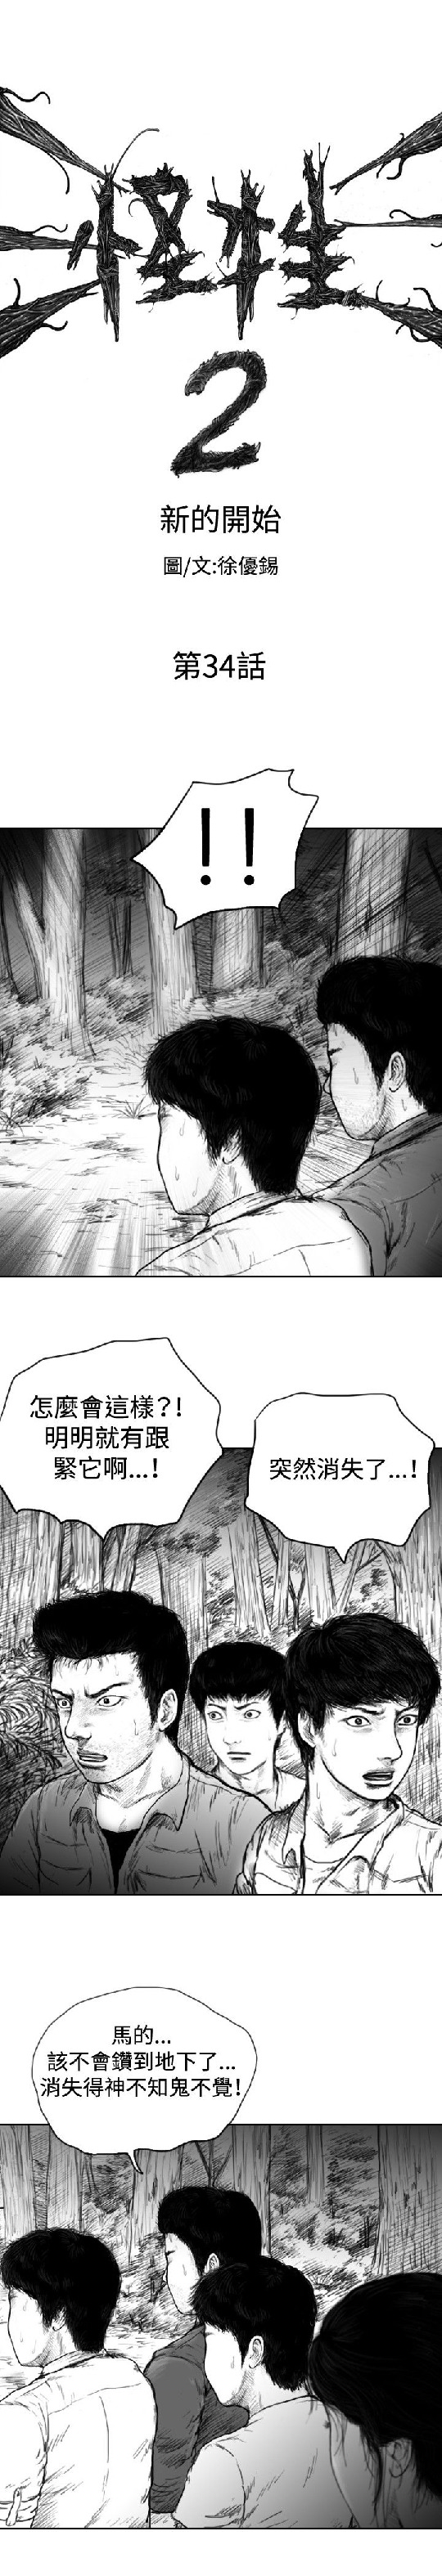 怪牲
2
新的開始
圖/文:徐優錫
第34話
!!
怎麼會這樣?!
明明就有跟
緊它啊...!
突然消失了...!
馬的...
該不會鑽到地下了...
消失得神不知鬼不覺!